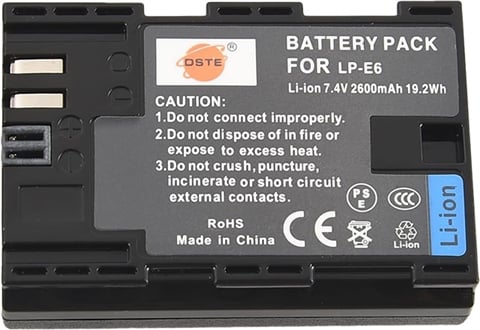 DSTE®
BATTERY PACK
FOR LP-E6
Li-ion 7.4V 2600mAh 19.2Wh
CAUTION:
1.Do not connect improperly.
2.Do not dispose of in fire or
expose to excess heat.
3.Do not crush, puncture,
incinerate or short circuit
external contacts.
RoHS
Made in China
CE
PS
E
CCC
Li-ion
Li-ion